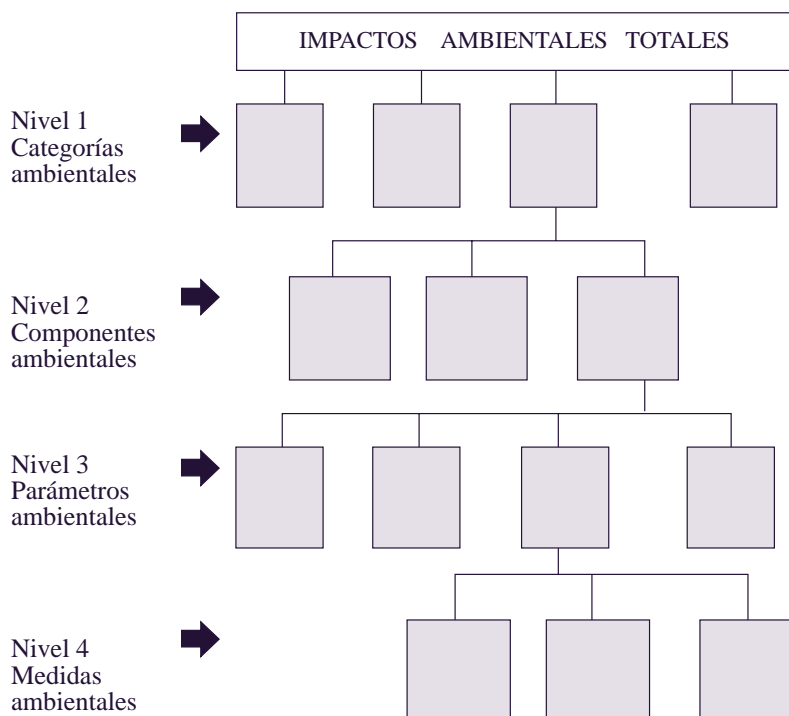 IMPACTOS AMBIENTALES TOTALES
Nivel 1
Categorías
ambientales
Nivel 2
Componentes
ambientales
Nivel 3
Parámetros
ambientales
Nivel 4
Medidas
ambientales